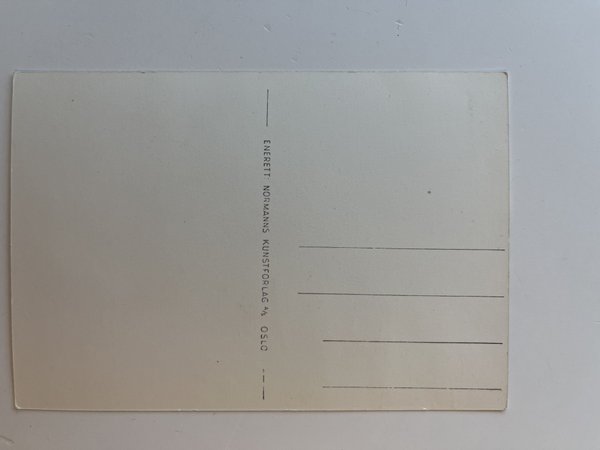 ENERETT: NORMANNS KUNSTFORLAG A/S OSLO